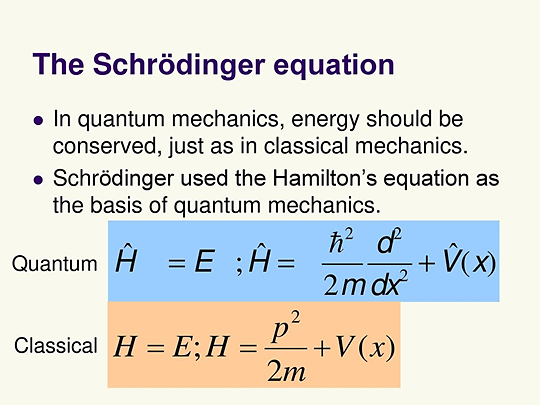 The Schrödinger equation
● In quantum mechanics, energy should be
conserved, just as in classical mechanics.
● Schrödinger used the Hamilton's equation as
the basis of quantum mechanics.
Quantum Ĥ = E ; Ĥ = ħ²/2m d²/dx² + V̂(x)
Classical H = E; H = p²/2m + V(x)